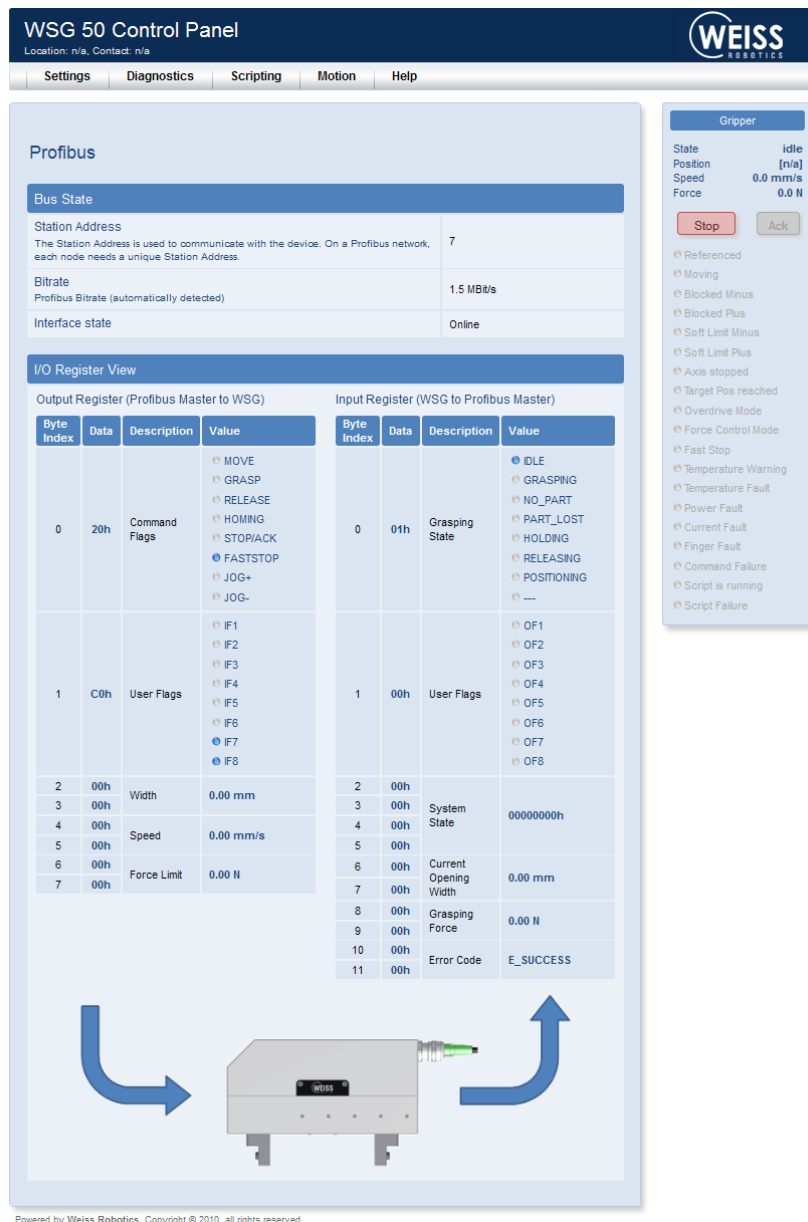 WSG 50 Control Panel
Location: n/a, Contact: n/a
WEISS
ROBOTICS
Settings Diagnostics Scripting Motion Help
Profibus
Bus State
Station Address
The Station Address is used to communicate with the device. On a Profibus network,
each node needs a unique Station Address.
7
Bitrate
Profibus Bitrate (automatically detected)
1.5 MBit/s
Interface state
Online
I/O Register View
Output Register (Profibus Master to WSG)
Byte Index Data Description Value
0 20h Command Flags
MOVE
GRASP
RELEASE
HOMING
STOP/ACK
FASTSTOP
JOG+
JOG-
1 C0h User Flags
IF1
IF2
IF3
IF4
IF5
IF6
IF7
IF8
2 00h Width 0.00 mm
3 00h
4 00h Speed 0.00 mm/s
5 00h
6 00h Force Limit 0.00 N
7 00h
Input Register (WSG to Profibus Master)
Byte Index Data Description Value
0 01h Grasping State
IDLE
GRASPING
NO_PART
PART_LOST
HOLDING
RELEASING
POSITIONING
---
1 00h User Flags
OF1
OF2
OF3
OF4
OF5
OF6
OF7
OF8
2 00h System State 00000000h
3 00h
4 00h
5 00h
6 00h Current Opening Width 0.00 mm
7 00h
8 00h Grasping Force 0.00 N
9 00h
10 00h Error Code E_SUCCESS
11 00h
WEISS
Gripper
State idle
Position [n/a]
Speed 0.0 mm/s
Force 0.0 N
Stop Ack
Referenced
Moving
Blocked Minus
Blocked Plus
Soft Limit Minus
Soft Limit Plus
Axis stopped
Target Pos reached
Overdrive Mode
Force Control Mode
Fast Stop
Temperature Warning
Temperature Fault
Power Fault
Current Fault
Finger Fault
Command Failure
Script is running
Script Failure
Powered by Weiss Robotics. Copyright © 2010, all rights reserved